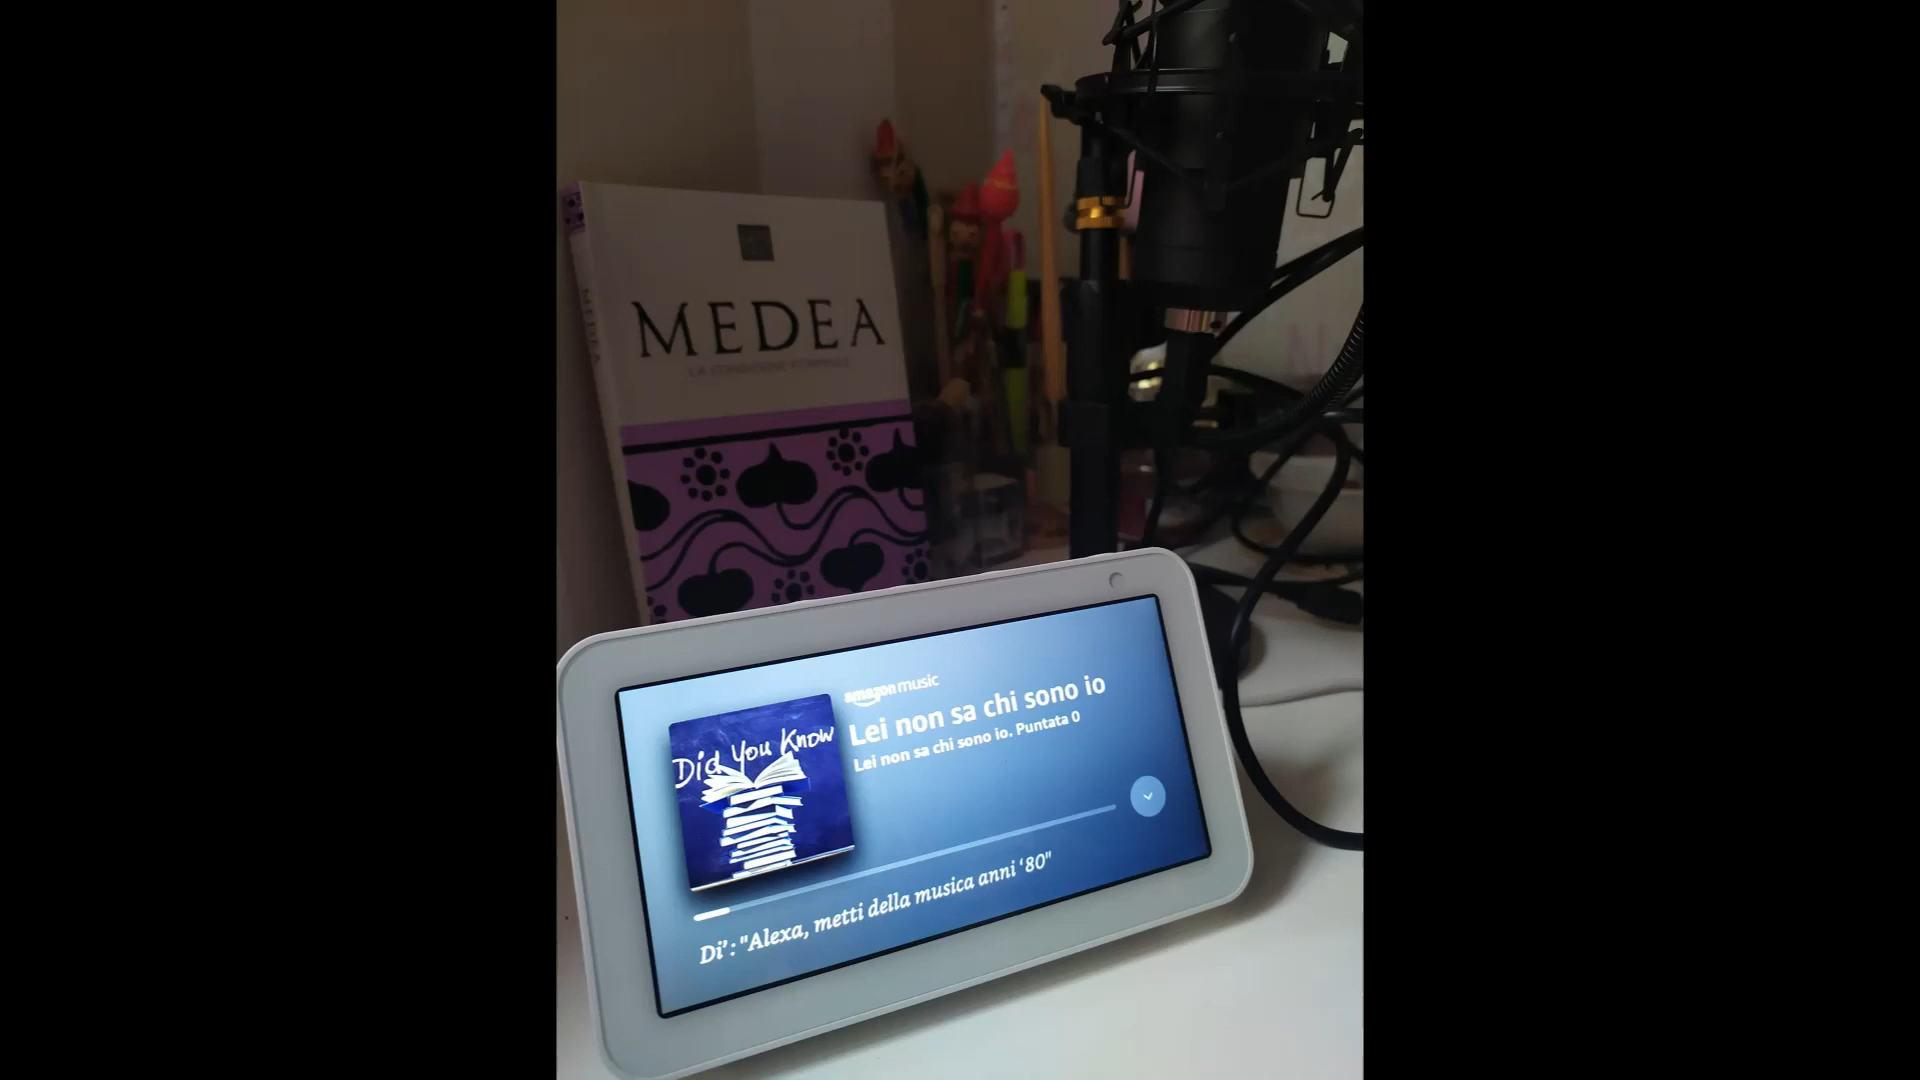 MEDEA
MEDEA
amazon music
Lei non sa chi sono io
Lei non sa chi sono io. Puntata 0
Did You Know
Di': "Alexa, metti della musica anni ‘80"